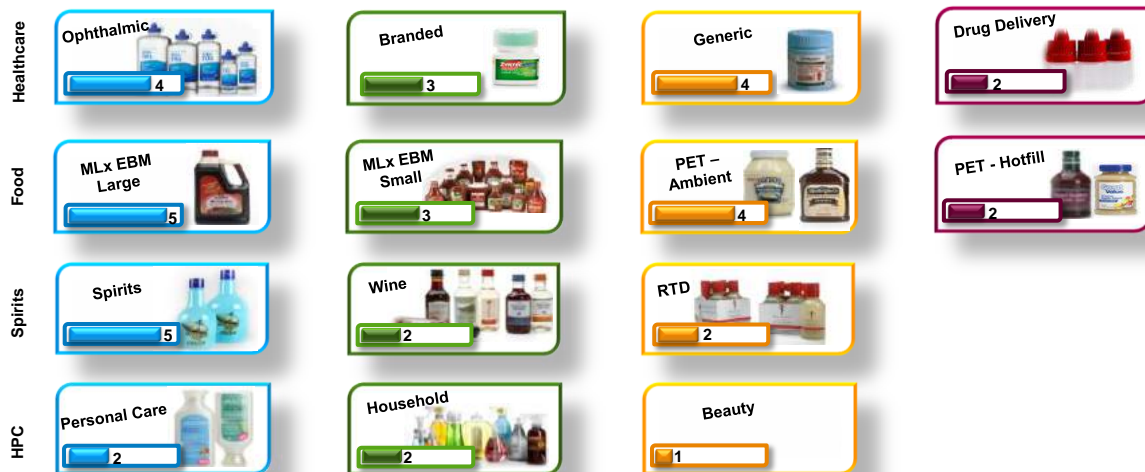 Healthcare
Ophthalmic
4
Branded
3
ZYRTEC
Generic
4
Drug Delivery
2
Food
MLx EBM
Large
5
MLx EBM
Small
3
PET –
Ambient
4
PET - Hotfill
2
Spirits
Spirits
5
Wine
2
RTD
2
HPC
Personal Care
2
Household
2
Beauty
1